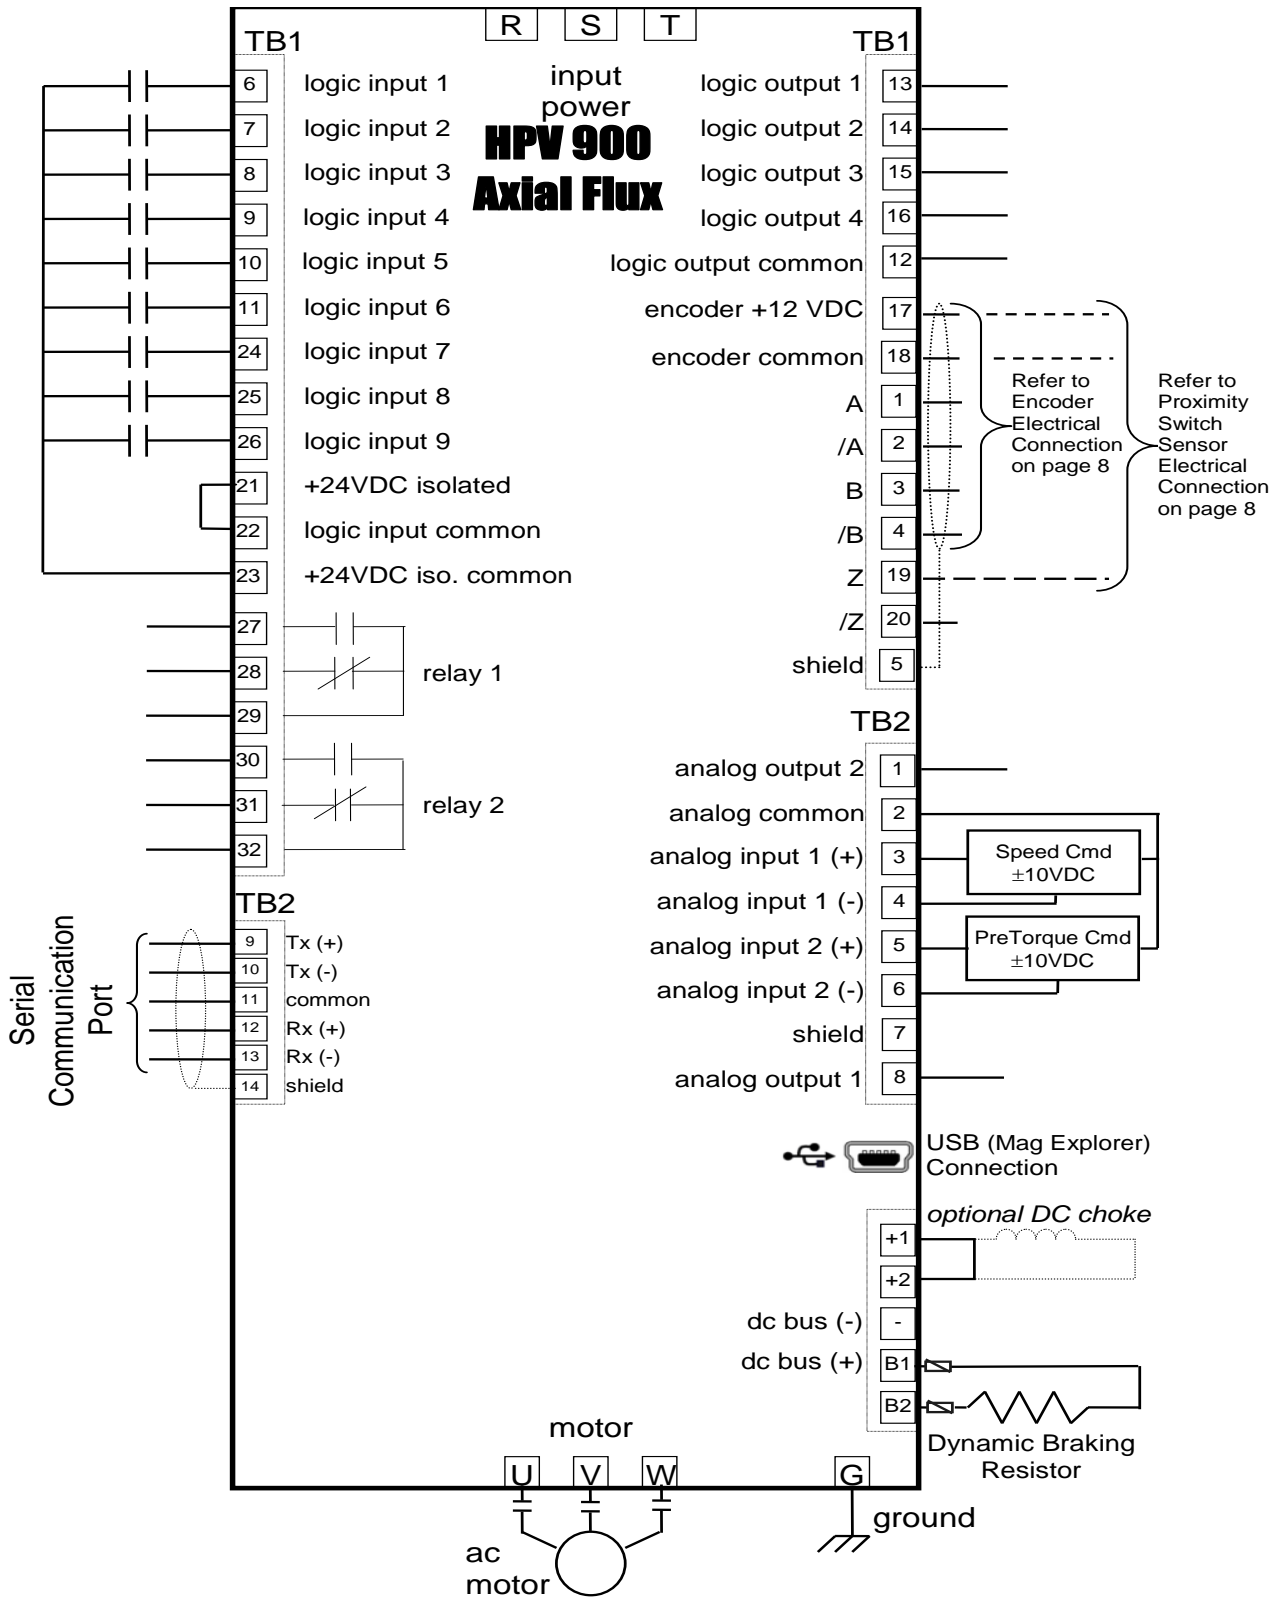 R S T
input
power
HPV 900
Axial Flux
TB1
6 logic input 1
7 logic input 2
8 logic input 3
9 logic input 4
10 logic input 5
11 logic input 6
24 logic input 7
25 logic input 8
26 logic input 9
21 +24VDC isolated
22 logic input common
23 +24VDC iso. common
27
28 relay 1
29
30
31 relay 2
32
TB2
9 Tx (+)
10 Tx (-)
11 common
12 Rx (+)
13 Rx (-)
14 shield
Serial
Communication
Port
TB1
logic output 1 13
logic output 2 14
logic output 3 15
logic output 4 16
logic output common 12
encoder +12 VDC 17
encoder common 18
A 1
/A 2
B 3
/B 4
Z 19
/Z 20
shield 5
Refer to
Encoder
Electrical
Connection
on page 8
Refer to
Proximity
Switch
Sensor
Electrical
Connection
on page 8
TB2
analog output 2 1
analog common 2
analog input 1 (+) 3
analog input 1 (-) 4
analog input 2 (+) 5
analog input 2 (-) 6
shield 7
analog output 1 8
Speed Cmd
±10VDC
PreTorque Cmd
±10VDC
USB (Mag Explorer)
Connection
optional DC choke
+1
+2
dc bus (-) -
dc bus (+) B1
B2
Dynamic Braking
Resistor
motor
U V W G
ground
ac
motor